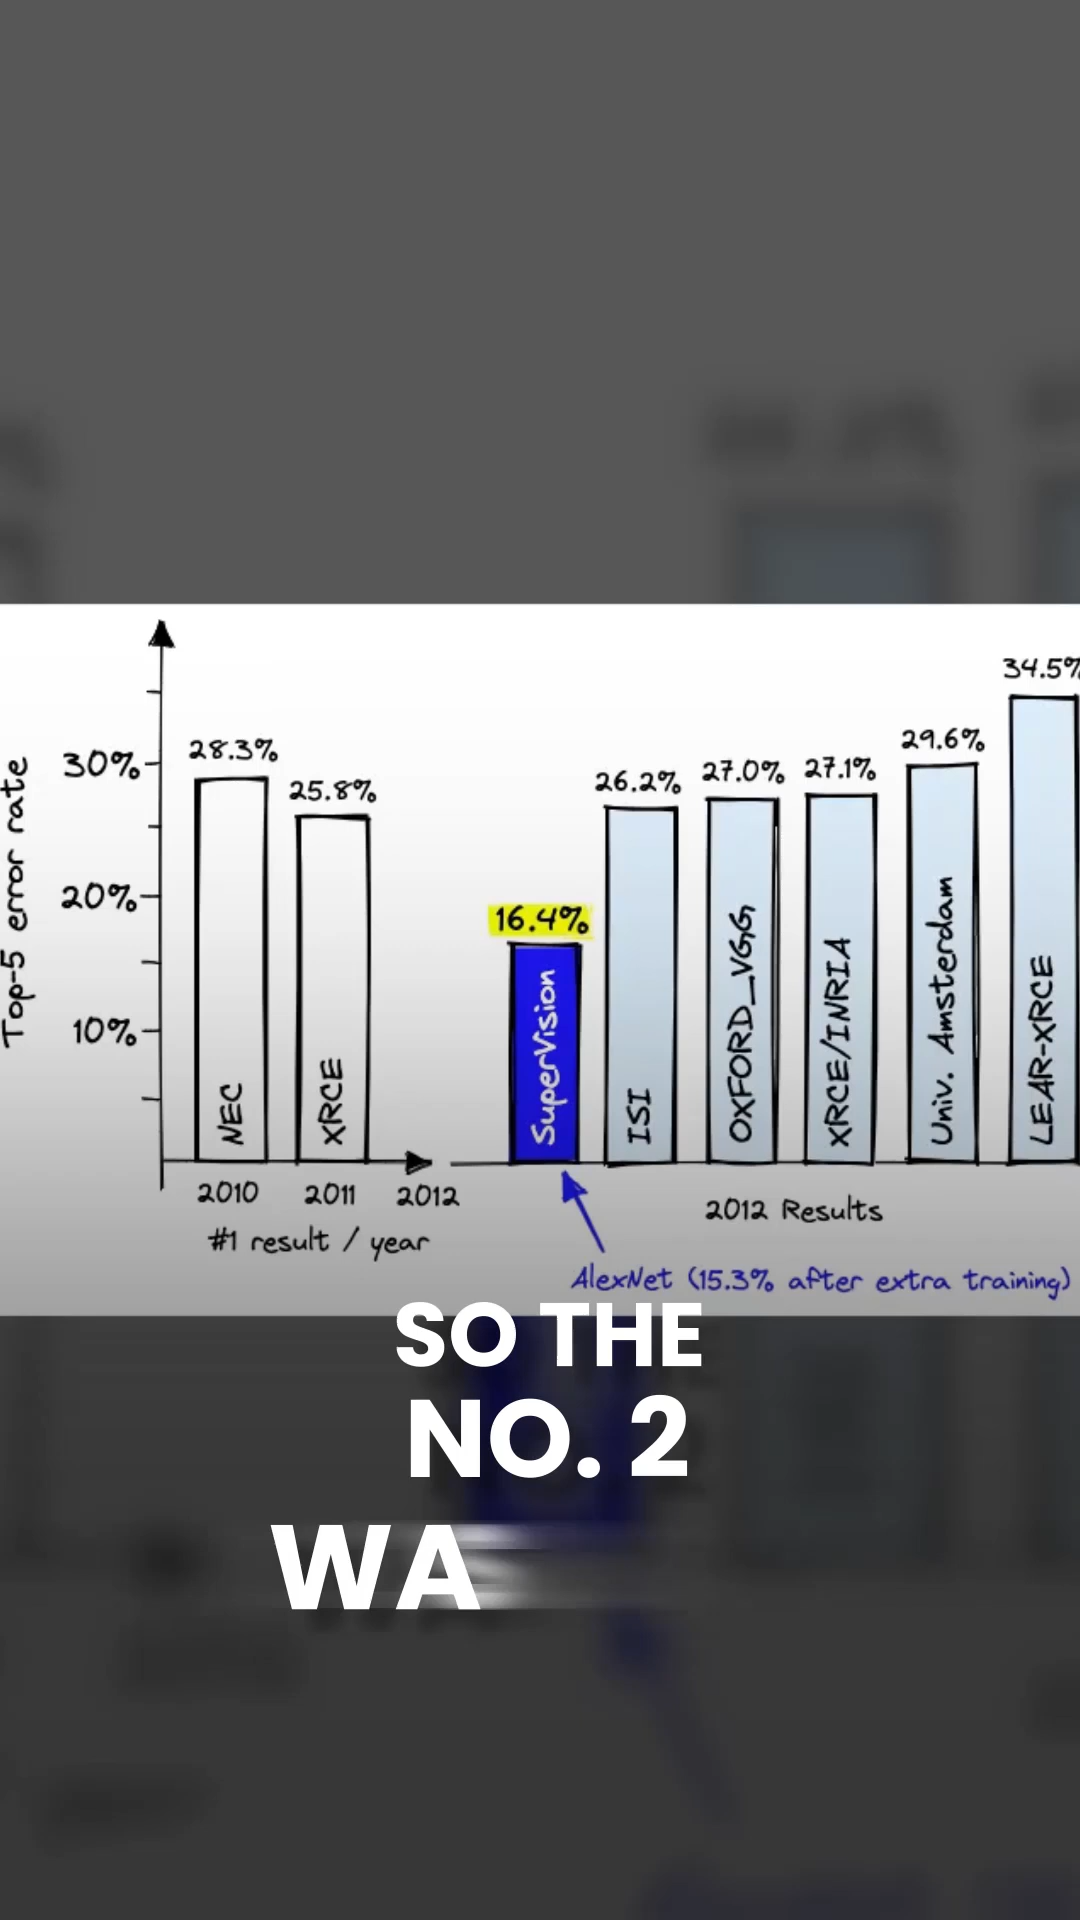 34.5%
29.6%
28.3%
27.0%
27.1%
30%
26.2%
25.8%
20%
16.4%
10%
Top-5 error rate
NEC
XRCE
SuperVision
ISI
OXFORD_VGG
XRCE/INRIA
Univ. Amsterdam
LEAR-XRCE
2010
2011
2012
2012 Results
#1 result / year
AlexNet (15.3% after extra training)
SO THE
NO. 2
WA